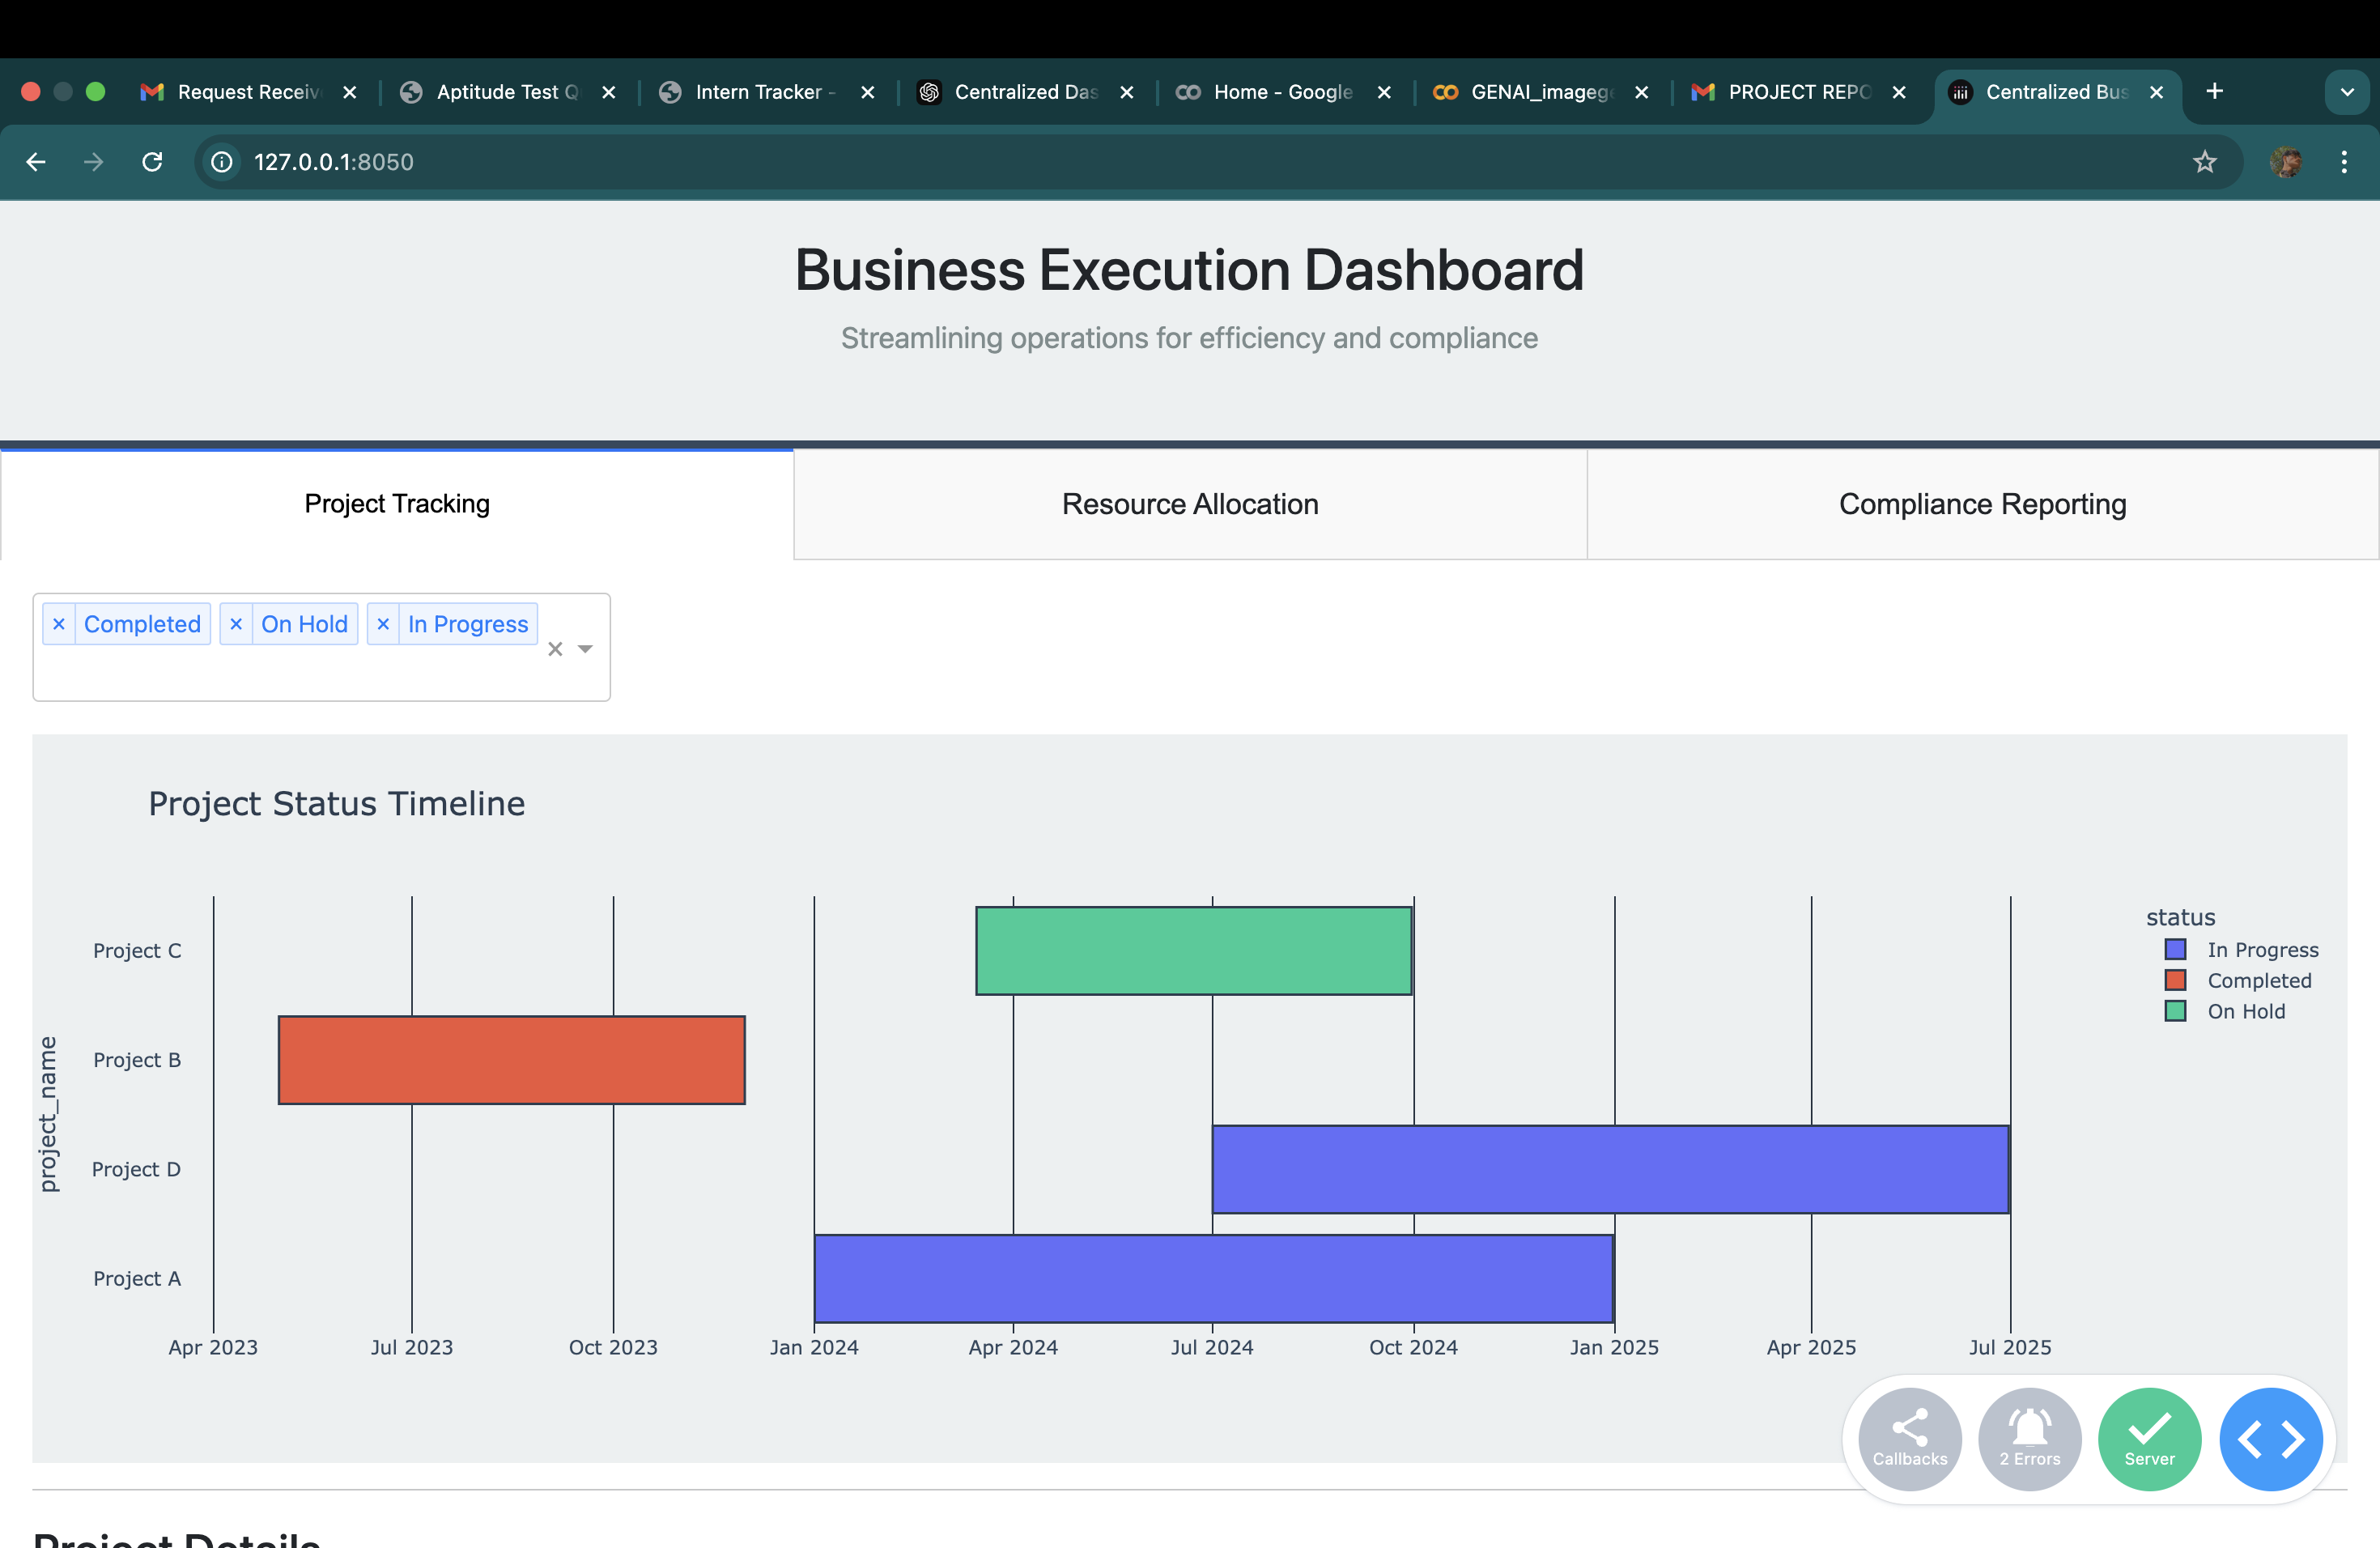 Request Receiv
Aptitude Test Q
Intern Tracker -
Centralized Das
Home - Google
GENAI_imagege
PROJECT REPO
Centralized Bus
127.0.0.1:8050
Business Execution Dashboard
Streamlining operations for efficiency and compliance
Project Tracking
Resource Allocation
Compliance Reporting
× Completed × On Hold × In Progress
Project Status Timeline
status
In Progress
Completed
On Hold
project_name
Project C
Project B
Project D
Project A
Apr 2023 Jul 2023 Oct 2023 Jan 2024 Apr 2024 Jul 2024 Oct 2024 Jan 2025 Apr 2025 Jul 2025
Callbacks
2 Errors
Server
Project Details